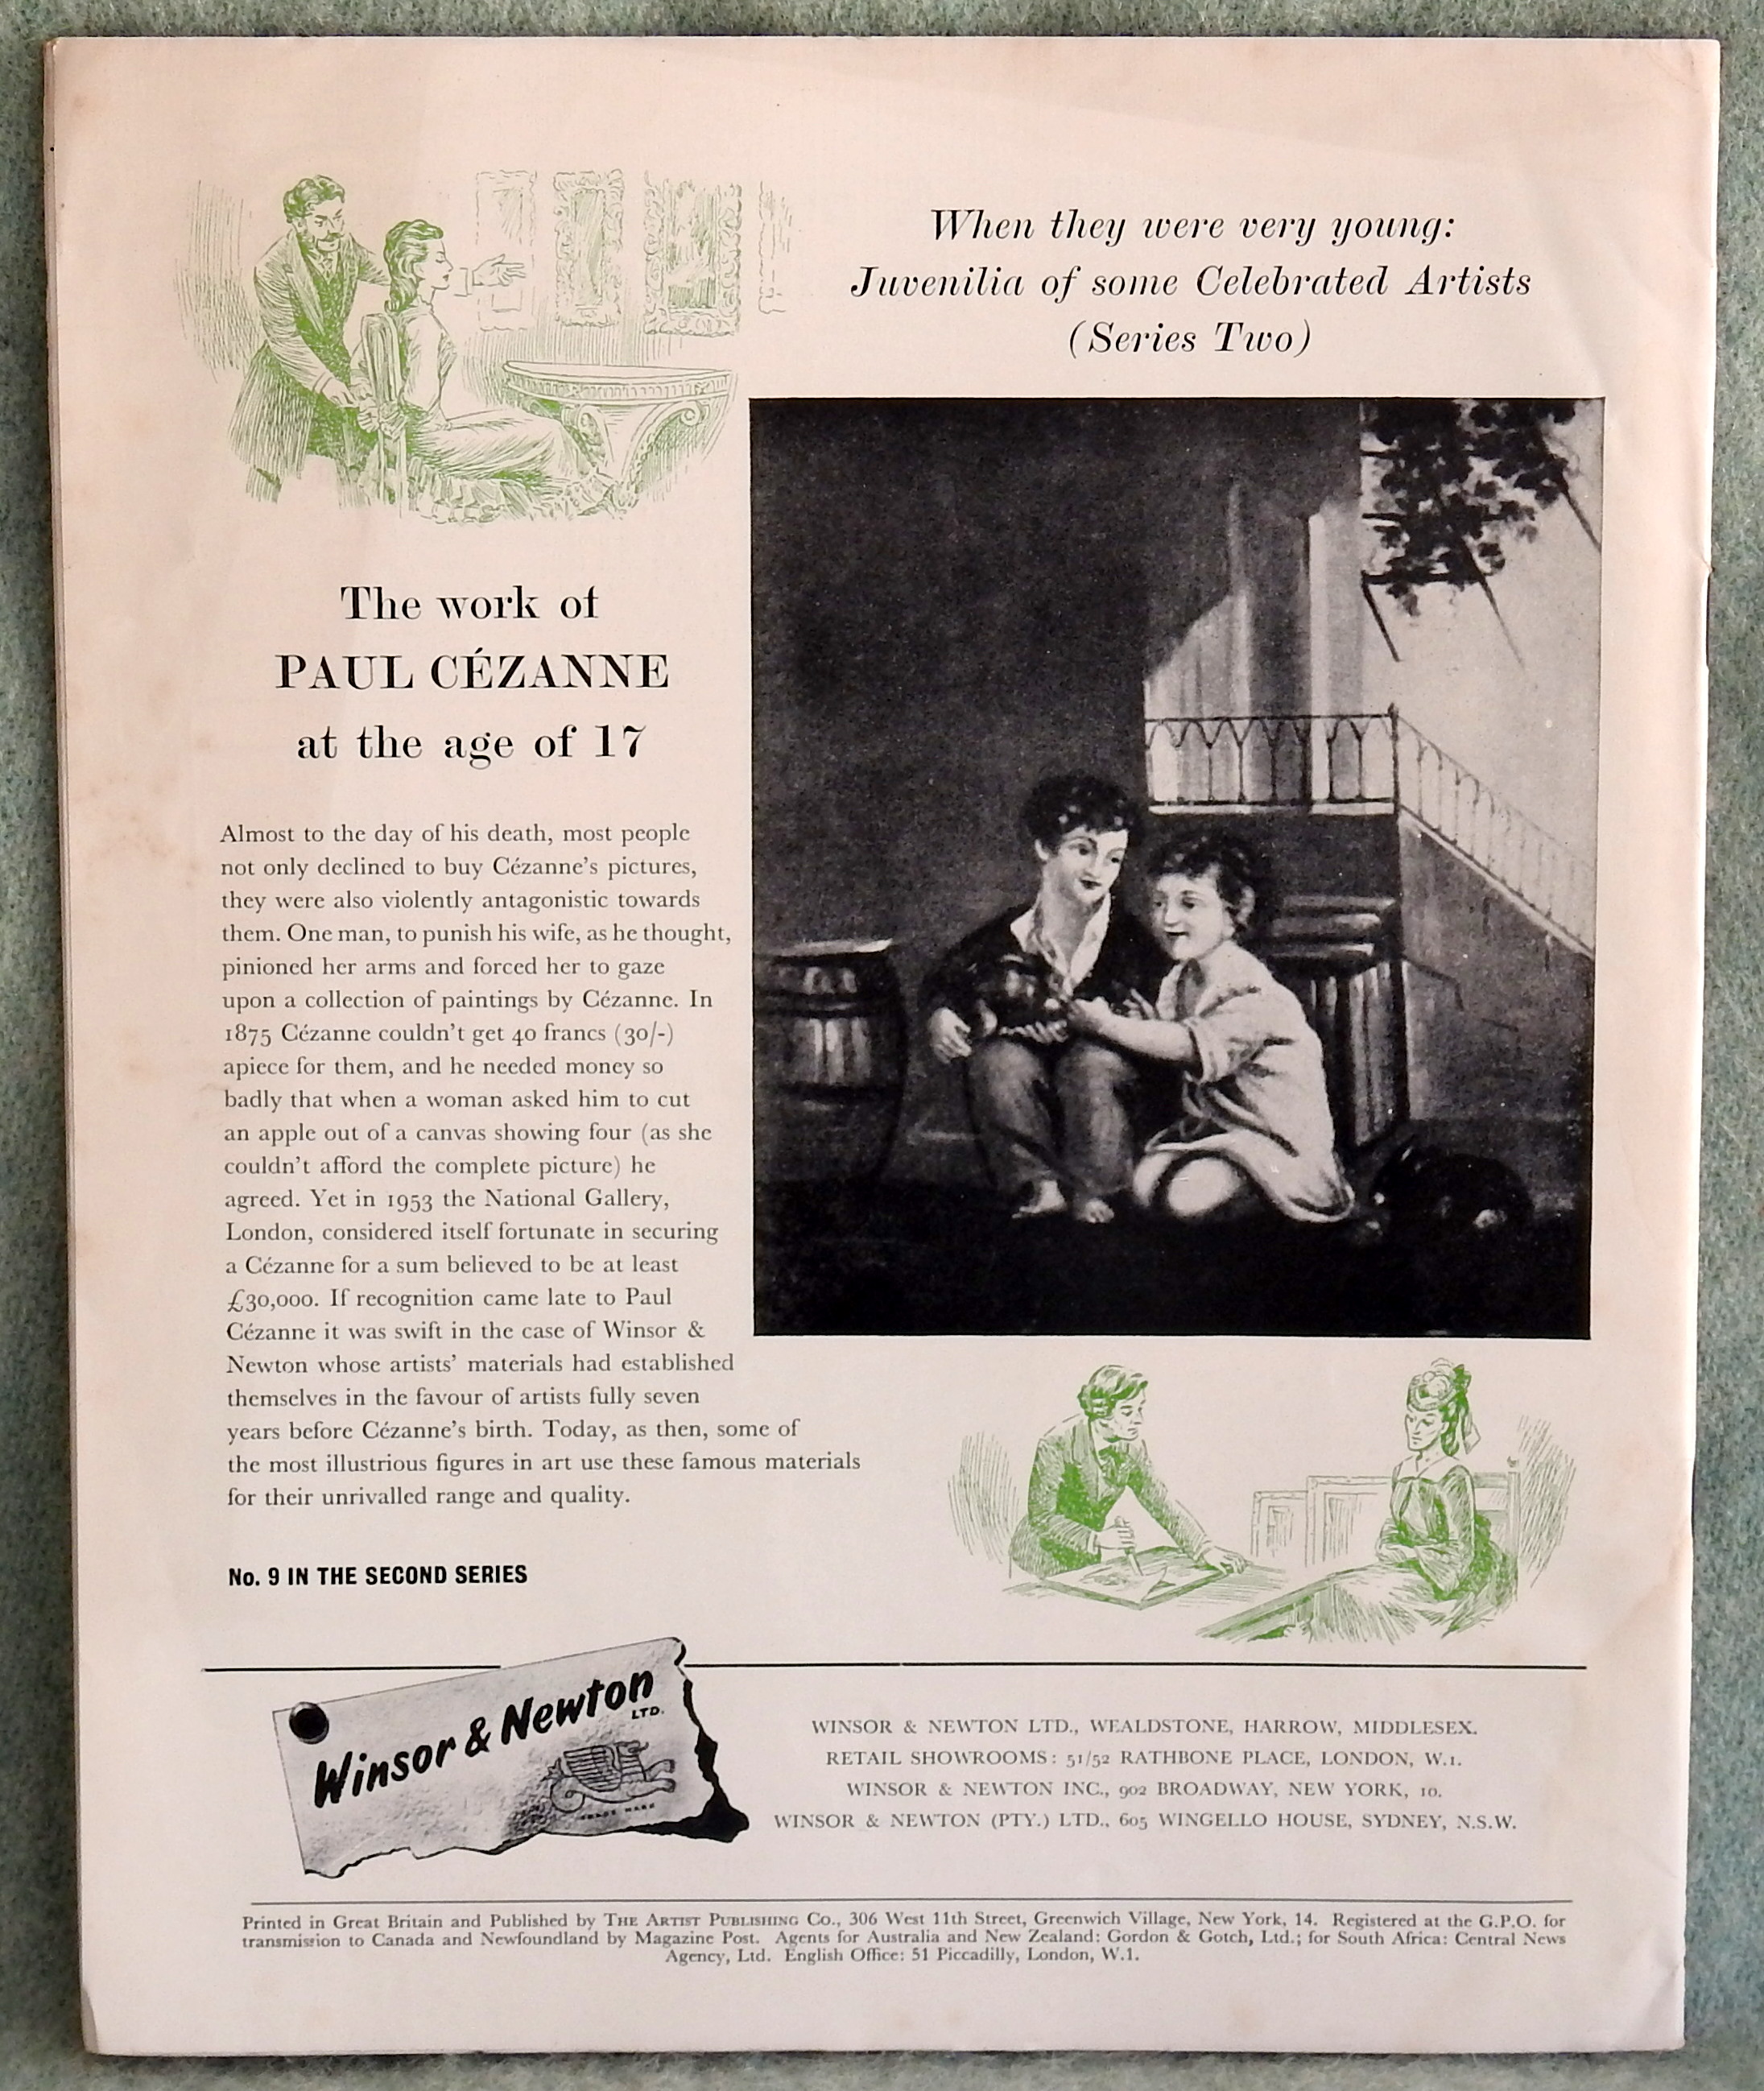 When they were very young:
Juvenilia of some Celebrated Artists
(Series Two)
The work of
PAUL CÉZANNE
at the age of 17
Almost to the day of his death, most people
not only declined to buy Cézanne's pictures,
they were also violently antagonistic towards
them. One man, to punish his wife, as he thought,
pinioned her arms and forced her to gaze
upon a collection of paintings by Cézanne. In
1875 Cézanne couldn't get 40 francs (30/-)
apiece for them, and he needed money so
badly that when a woman asked him to cut
an apple out of a canvas showing four (as she
couldn't afford the complete picture) he
agreed. Yet in 1953 the National Gallery,
London, considered itself fortunate in securing
a Cézanne for a sum believed to be at least
£30,000. If recognition came late to Paul
Cézanne it was swift in the case of Winsor &
Newton whose artists' materials had established
themselves in the favour of artists fully seven
years before Cézanne's birth. Today, as then, some of
the most illustrious figures in art use these famous materials
for their unrivalled range and quality.
No. 9 IN THE SECOND SERIES
Winsor & Newton
LTD.
TRADE MARK
WINSOR & NEWTON LTD., WEALDSTONE, HARROW, MIDDLESEX.
RETAIL SHOWROOMS: 51/52 RATHBONE PLACE, LONDON, W.1.
WINSOR & NEWTON INC., 902 BROADWAY, NEW YORK, 10.
WINSOR & NEWTON (PTY.) LTD., 605 WINGELLO HOUSE, SYDNEY, N.S.W.
Printed in Great Britain and Published by THE ARTIST PUBLISHING CO., 306 West 11th Street, Greenwich Village, New York, 14. Registered at the G.P.O. for
transmission to Canada and Newfoundland by Magazine Post. Agents for Australia and New Zealand: Gordon & Gotch, Ltd.; for South Africa: Central News
Agency, Ltd. English Office: 51 Piccadilly, London, W.1.